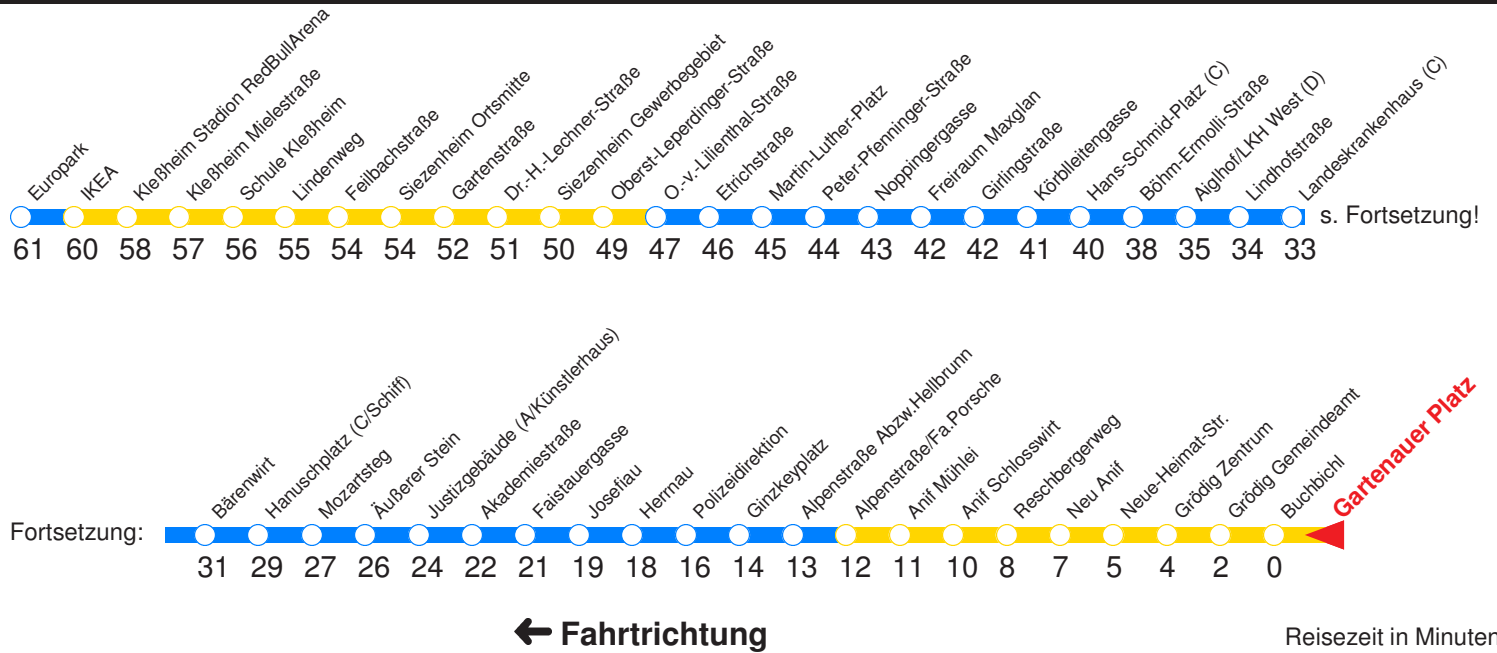 Europark
IKEA
Kleßheim Stadion RedBullArena
Kleßheim Mielestraße
Schule Kleßheim
Lindenweg
Feilbachstraße
Siezenheim Ortsmitte
Gartenstraße
Dr.-H.-Lechner-Straße
Siezenheim Gewerbegebiet
Oberst-Leperdinger-Straße
O.-v.-Lilienthal-Straße
Etrichstraße
Martin-Luther-Platz
Peter-Pfenninger-Straße
Noppingergasse
Freiraum Maxglan
Girlingstraße
Körblleitengasse
Hans-Schmid-Platz (C)
Böhm-Ermolli-Straße
Aiglhof/LKH West (D)
Lindhofstraße
Landeskrankenhaus (C)
s. Fortsetzung!
61 60 58 57 56 55 54 54 52 51 50 49 47 46 45 44 43 42 42 41 40 38 35 34 33
Fortsetzung:
Bärenwirt
Hanuschplatz (C/Schiff)
Mozartsteg
Äußerer Stein
Justizgebäude (A/Künstlerhaus)
Akademiestraße
Faistauergasse
Josefiau
Herrnau
Polizeidirektion
Ginzkeyplatz
Alpenstraße Abzw.Hellbrunn
Alpenstraße/Fa.Porsche
Anif Mühlei
Anif Schlosswirt
Reschbergerweg
Neu Anif
Neue-Heimat-Str.
Grödig Zentrum
Grödig Gemeindeamt
Buchbichl
Gartenauer Platz
31 29 27 26 24 22 21 19 18 16 14 13 12 11 10 8 7 5 4 2 0
Fahrtrichtung
Reisezeit in Minuten